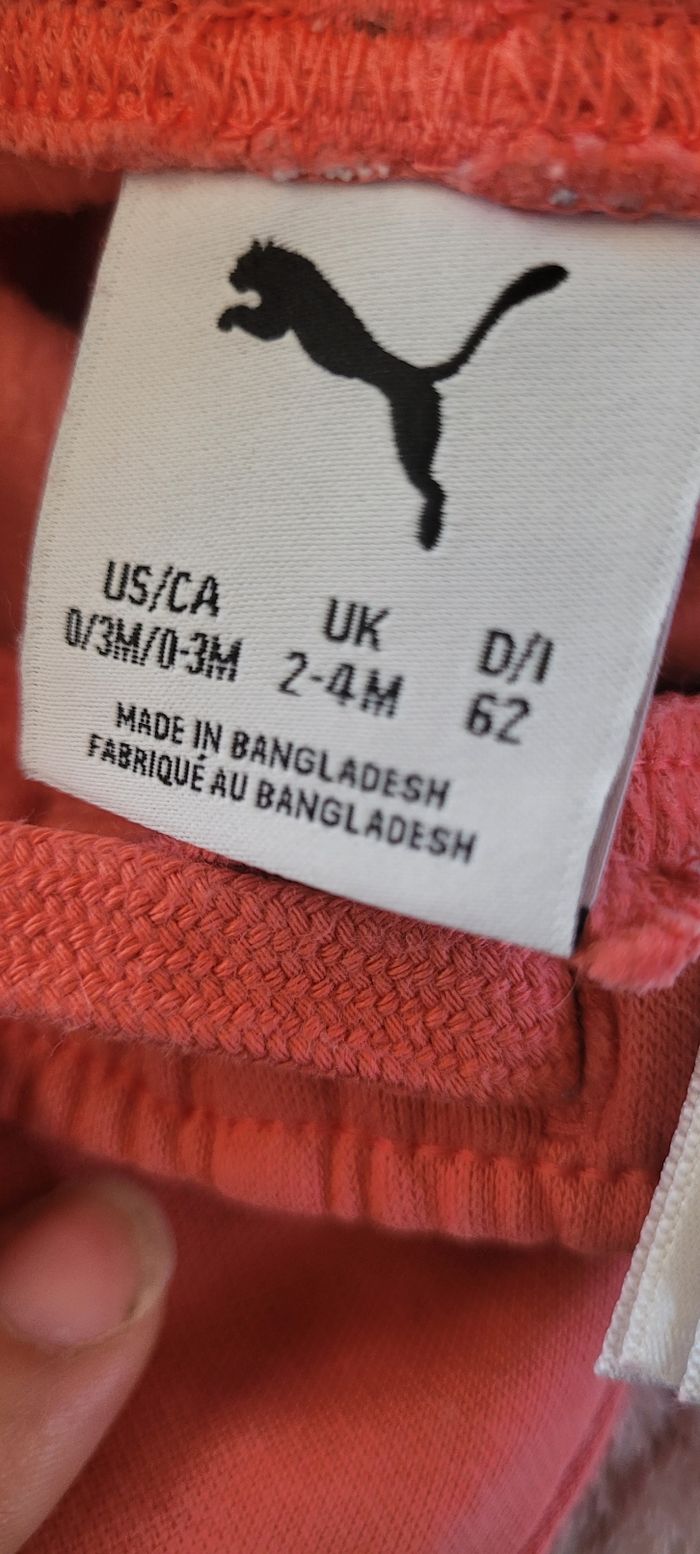 US/CA UK D/I
0/3M/0-3M 2-4M 62
MADE IN BANGLADESH
FABRIQUÉ AU BANGLADESH